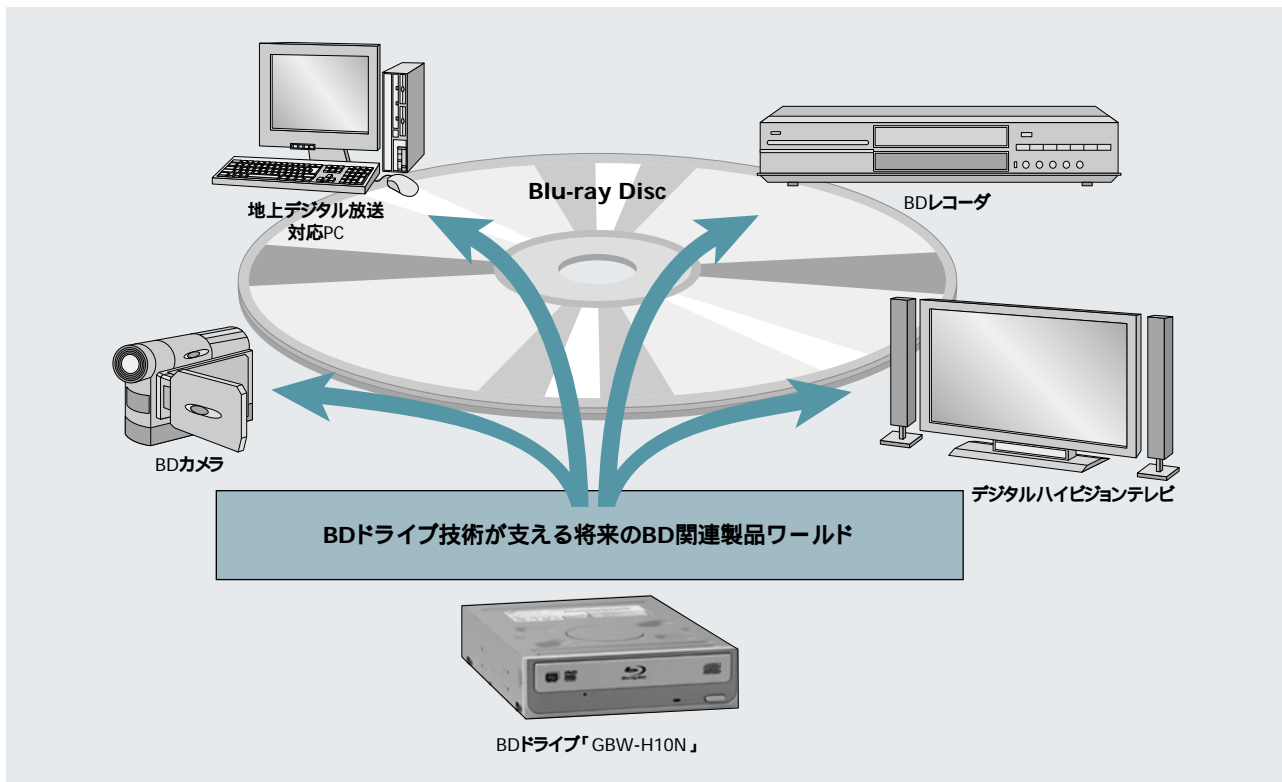 Blu-ray Disc
地上デジタル放送
対応PC
BDレコーダ
BDカメラ
デジタルハイビジョンテレビ
BDドライブ技術が支える将来のBD関連製品ワールド
BDドライブ「GBW-H10N」